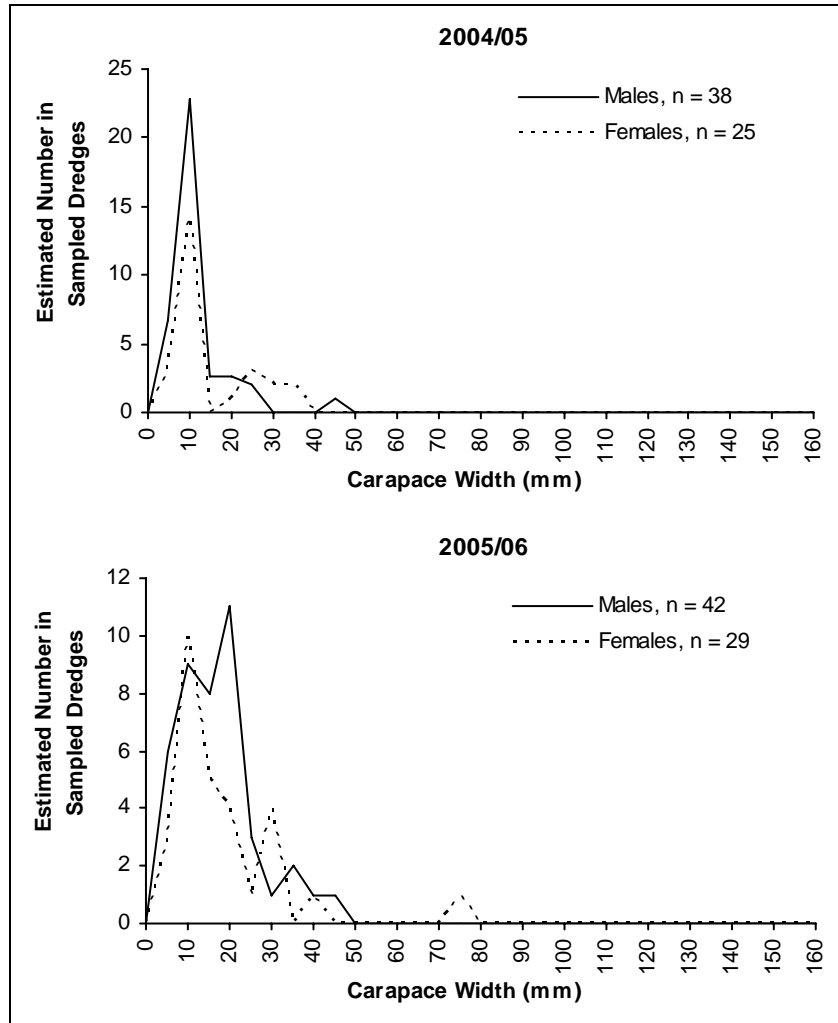 2004/05
Estimated Number in
Sampled Dredges
25
20
15
10
5
0
Males, n = 38
Females, n = 25
0 10 20 30 40 50 60 70 80 90 100 110 120 130 140 150 160
Carapace Width (mm)
2005/06
Estimated Number in
Sampled Dredges
12
10
8
6
4
2
0
Males, n = 42
Females, n = 29
0 10 20 30 40 50 60 70 80 90 100 110 120 130 140 150 160
Carapace Width (mm)